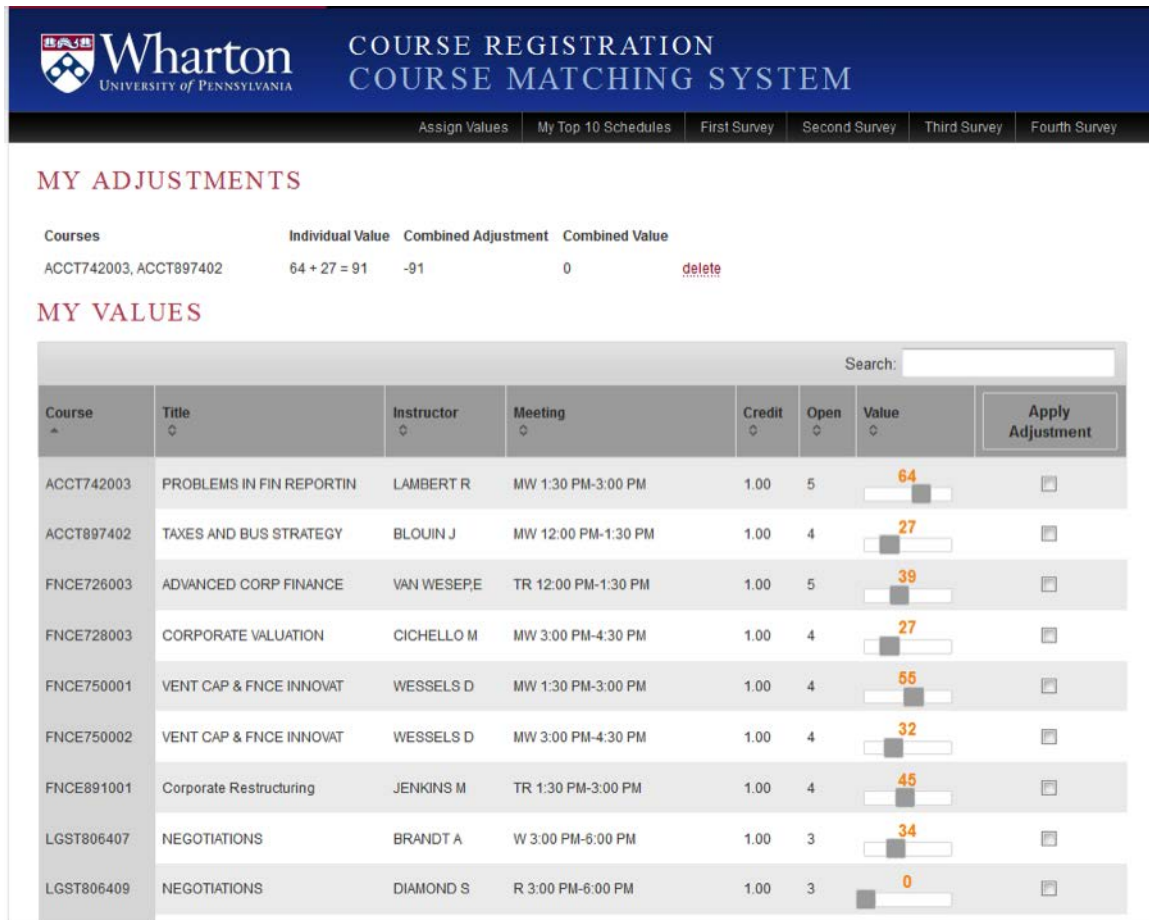 Wharton
UNIVERSITY of PENNSYLVANIA
COURSE REGISTRATION
COURSE MATCHING SYSTEM
Assign Values My Top 10 Schedules First Survey Second Survey Third Survey Fourth Survey
MY ADJUSTMENTS
Courses Individual Value Combined Adjustment Combined Value
ACCT742003, ACCT897402 64 + 27 = 91 -91 0 delete
MY VALUES
Search:
Course Title Instructor Meeting Credit Open Value Apply Adjustment
ACCT742003 PROBLEMS IN FIN REPORTIN LAMBERT R MW 1:30 PM-3:00 PM 1.00 5 64
ACCT897402 TAXES AND BUS STRATEGY BLOUIN J MW 12:00 PM-1:30 PM 1.00 4 27
FNCE726003 ADVANCED CORP FINANCE VAN WESEP,E TR 12:00 PM-1:30 PM 1.00 5 39
FNCE728003 CORPORATE VALUATION CICHELLO M MW 3:00 PM-4:30 PM 1.00 4 27
FNCE750001 VENT CAP & FNCE INNOVAT WESSELS D MW 1:30 PM-3:00 PM 1.00 4 55
FNCE750002 VENT CAP & FNCE INNOVAT WESSELS D MW 3:00 PM-4:30 PM 1.00 4 32
FNCE891001 Corporate Restructuring JENKINS M TR 1:30 PM-3:00 PM 1.00 4 45
LGST806407 NEGOTIATIONS BRANDT A W 3:00 PM-6:00 PM 1.00 3 34
LGST806409 NEGOTIATIONS DIAMOND S R 3:00 PM-6:00 PM 1.00 3 0